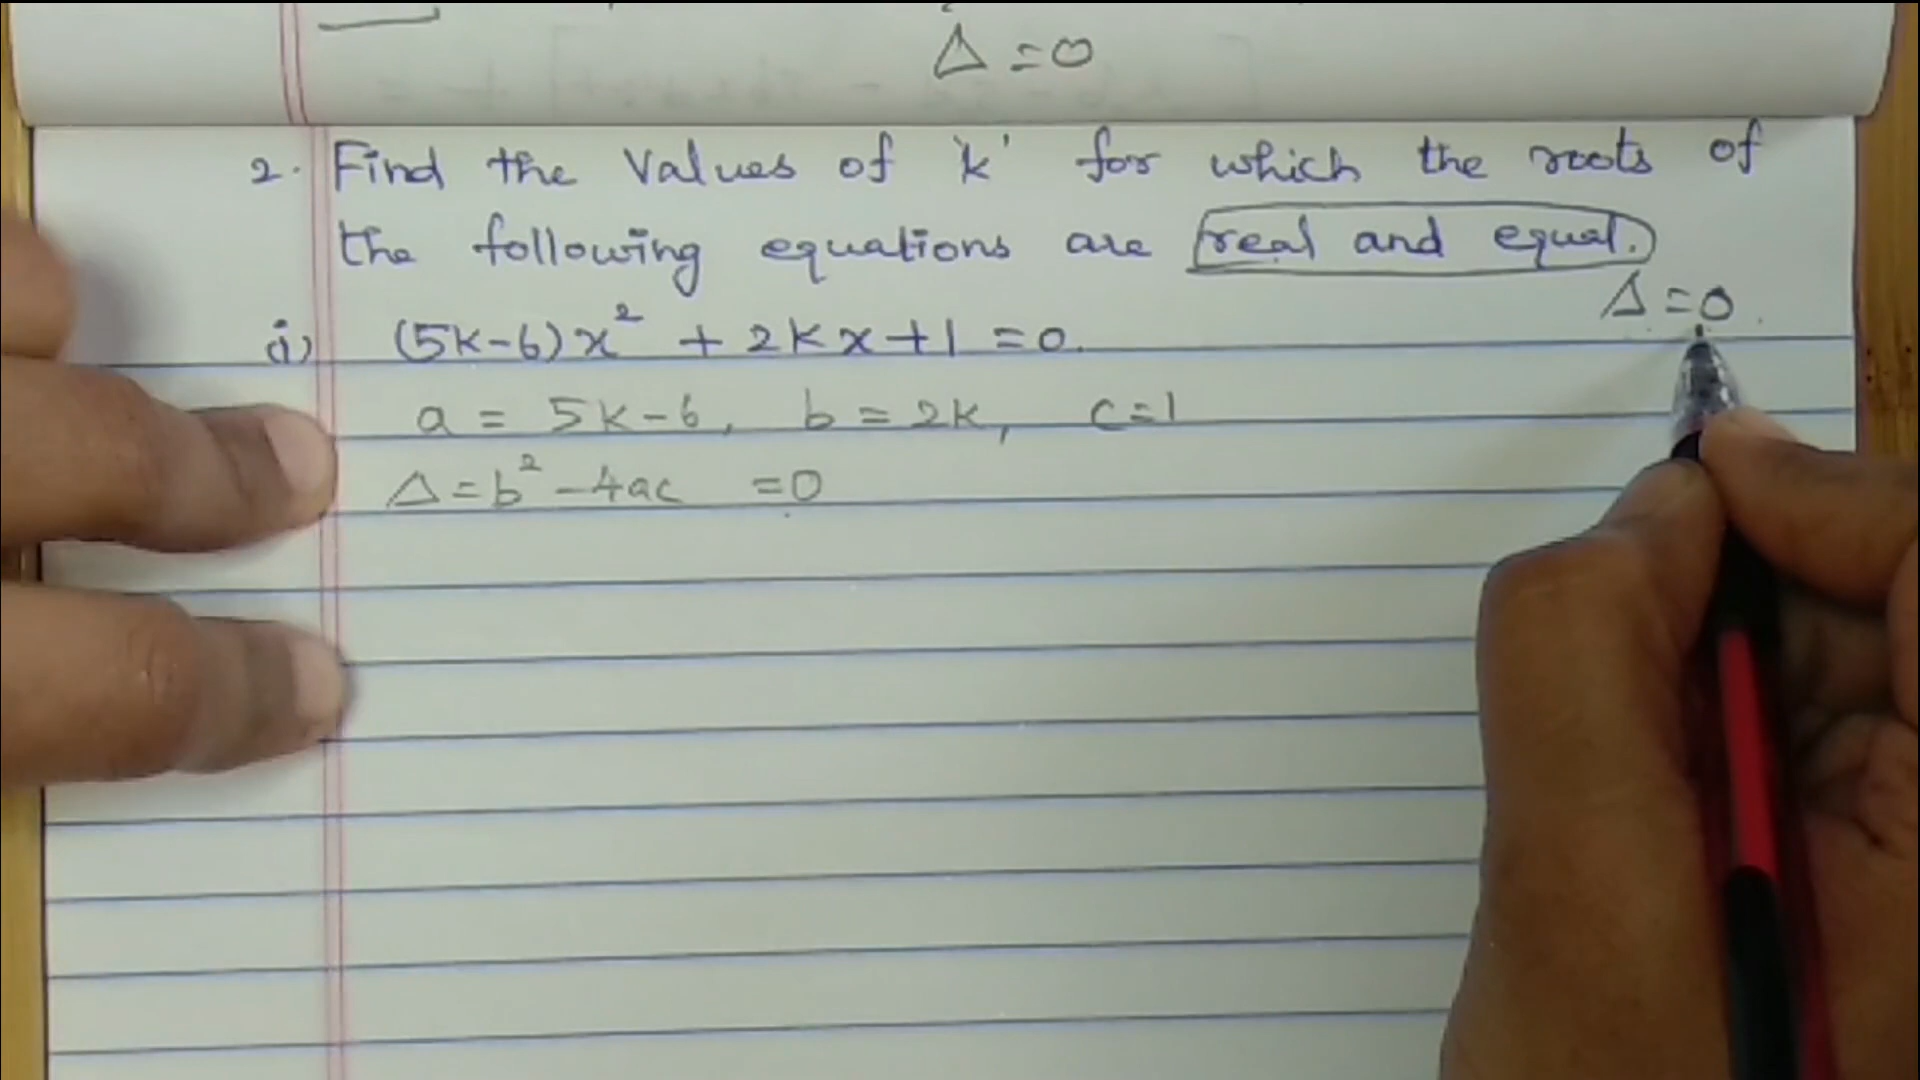 Δ = 0
2. Find the Values of 'k' for which the roots of
the following equations are real and equal.
Δ = 0
i) (5k-6)x² + 2kx+1 = 0.
a = 5k-6, b = 2k, c=1
Δ = b² - 4ac = 0